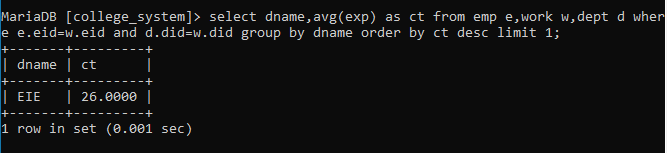 MariaDB [college_system]> select dname,avg(exp) as ct from emp e,work w,dept d wher
e e.eid=w.eid and d.did=w.did group by dname order by ct desc limit 1;
+-------+---------+
| dname | ct      |
+-------+---------+
| EIE   | 26.0000 |
+-------+---------+
1 row in set (0.001 sec)